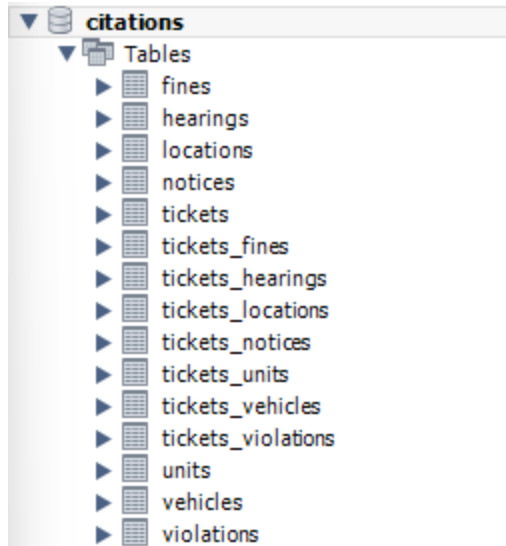 citations
Tables
fines
hearings
locations
notices
tickets
tickets_fines
tickets_hearings
tickets_locations
tickets_notices
tickets_units
tickets_vehicles
tickets_violations
units
vehicles
violations